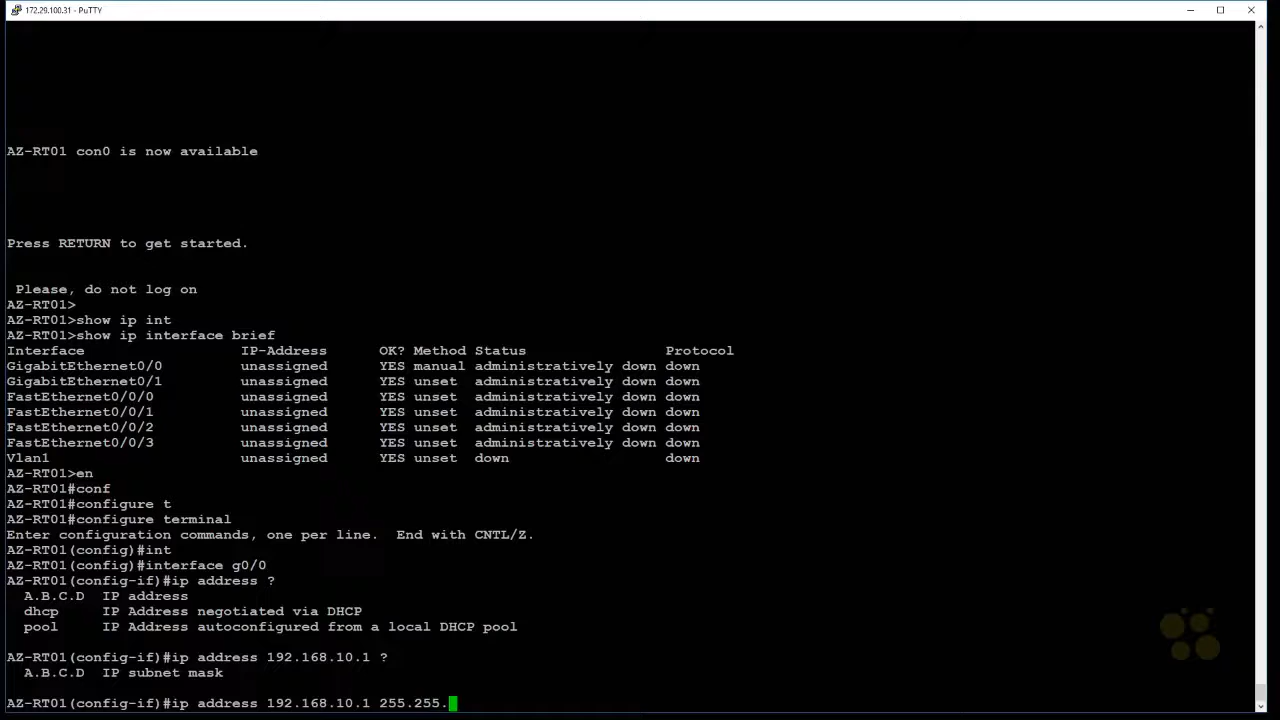 172.29.100.31 - PuTTY
AZ-RT01 con0 is now available
Press RETURN to get started.
Please, do not log on
AZ-RT01>
AZ-RT01>show ip int
AZ-RT01>show ip interface brief
Interface IP-Address OK? Method Status Protocol
GigabitEthernet0/0 unassigned YES manual administratively down down
GigabitEthernet0/1 unassigned YES unset administratively down down
FastEthernet0/0/0 unassigned YES unset administratively down down
FastEthernet0/0/1 unassigned YES unset administratively down down
FastEthernet0/0/2 unassigned YES unset administratively down down
FastEthernet0/0/3 unassigned YES unset administratively down down
Vlan1 unassigned YES unset down down
AZ-RT01>en
AZ-RT01#conf
AZ-RT01#configure t
AZ-RT01#configure terminal
Enter configuration commands, one per line. End with CNTL/Z.
AZ-RT01(config)#int
AZ-RT01(config)#interface g0/0
AZ-RT01(config-if)#ip address ?
A.B.C.D IP address
dhcp IP Address negotiated via DHCP
pool IP Address autoconfigured from a local DHCP pool
AZ-RT01(config-if)#ip address 192.168.10.1 ?
A.B.C.D IP subnet mask
AZ-RT01(config-if)#ip address 192.168.10.1 255.255.